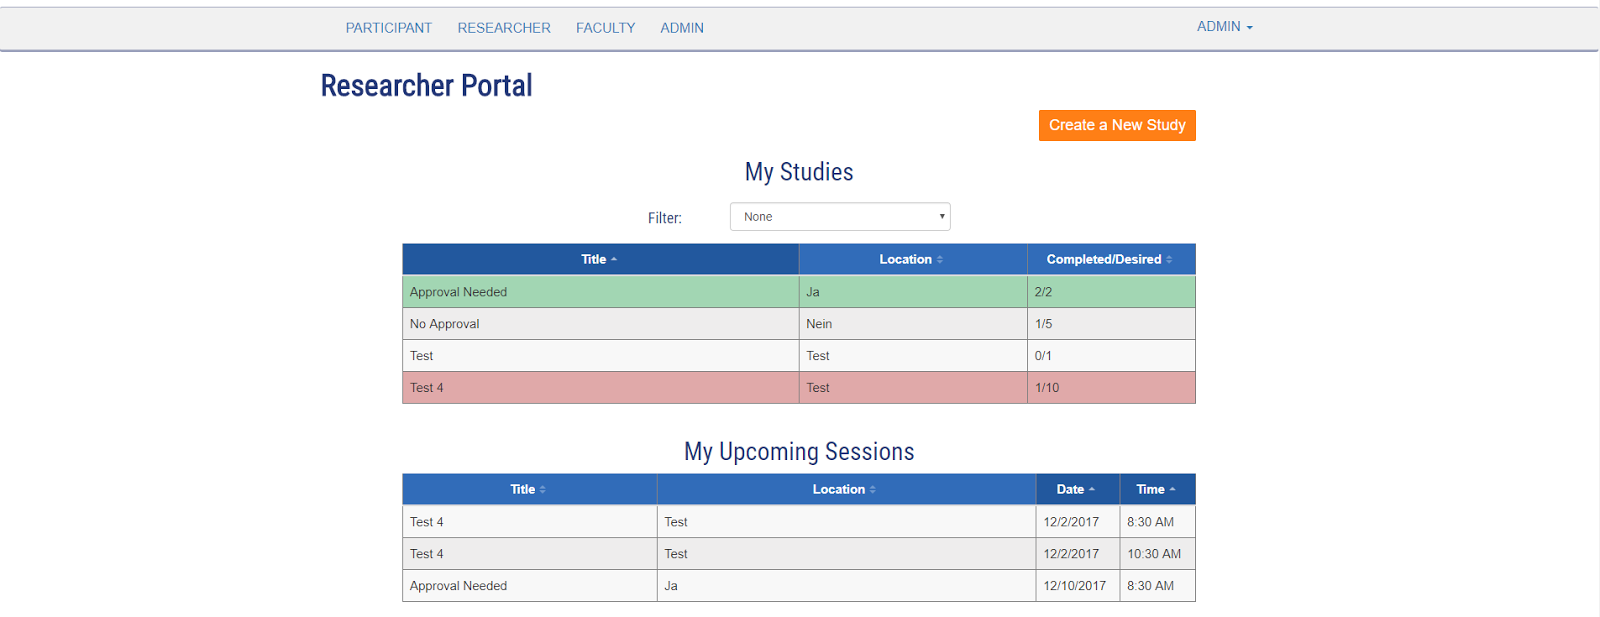 PARTICIPANT RESEARCHER FACULTY ADMIN ADMIN
Researcher Portal
Create a New Study
My Studies
Filter: None
Title Location Completed/Desired
Approval Needed Ja 2/2
No Approval Nein 1/5
Test Test 0/1
Test 4 Test 1/10
My Upcoming Sessions
Title Location Date Time
Test 4 Test 12/2/2017 8:30 AM
Test 4 Test 12/2/2017 10:30 AM
Approval Needed Ja 12/10/2017 8:30 AM